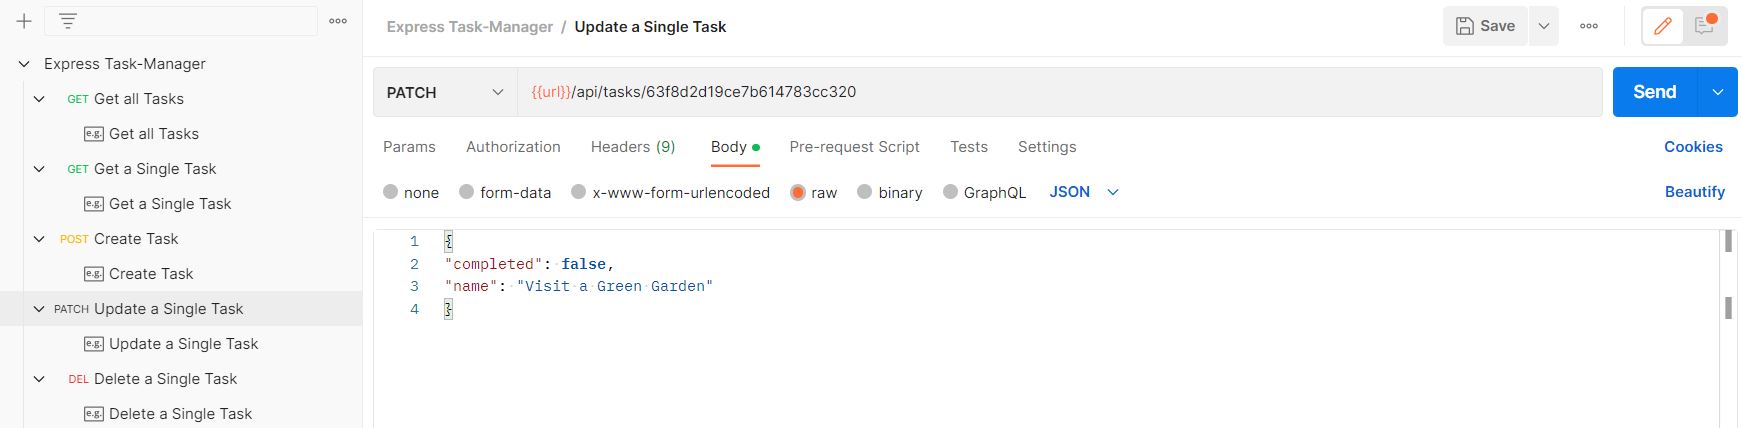 Express Task-Manager
GET Get all Tasks
e.g. Get all Tasks
GET Get a Single Task
e.g. Get a Single Task
POST Create Task
e.g. Create Task
PATCH Update a Single Task
e.g. Update a Single Task
DEL Delete a Single Task
e.g. Delete a Single Task
Express Task-Manager / Update a Single Task
Save
PATCH {{url}}/api/tasks/63f8d2d19ce7b614783cc320 Send
Params Authorization Headers (9) Body Pre-request Script Tests Settings Cookies
none form-data x-www-form-urlencoded raw binary GraphQL JSON Beautify
1 {
2 "completed": false,
3 "name": "Visit a Green Garden"
4 }